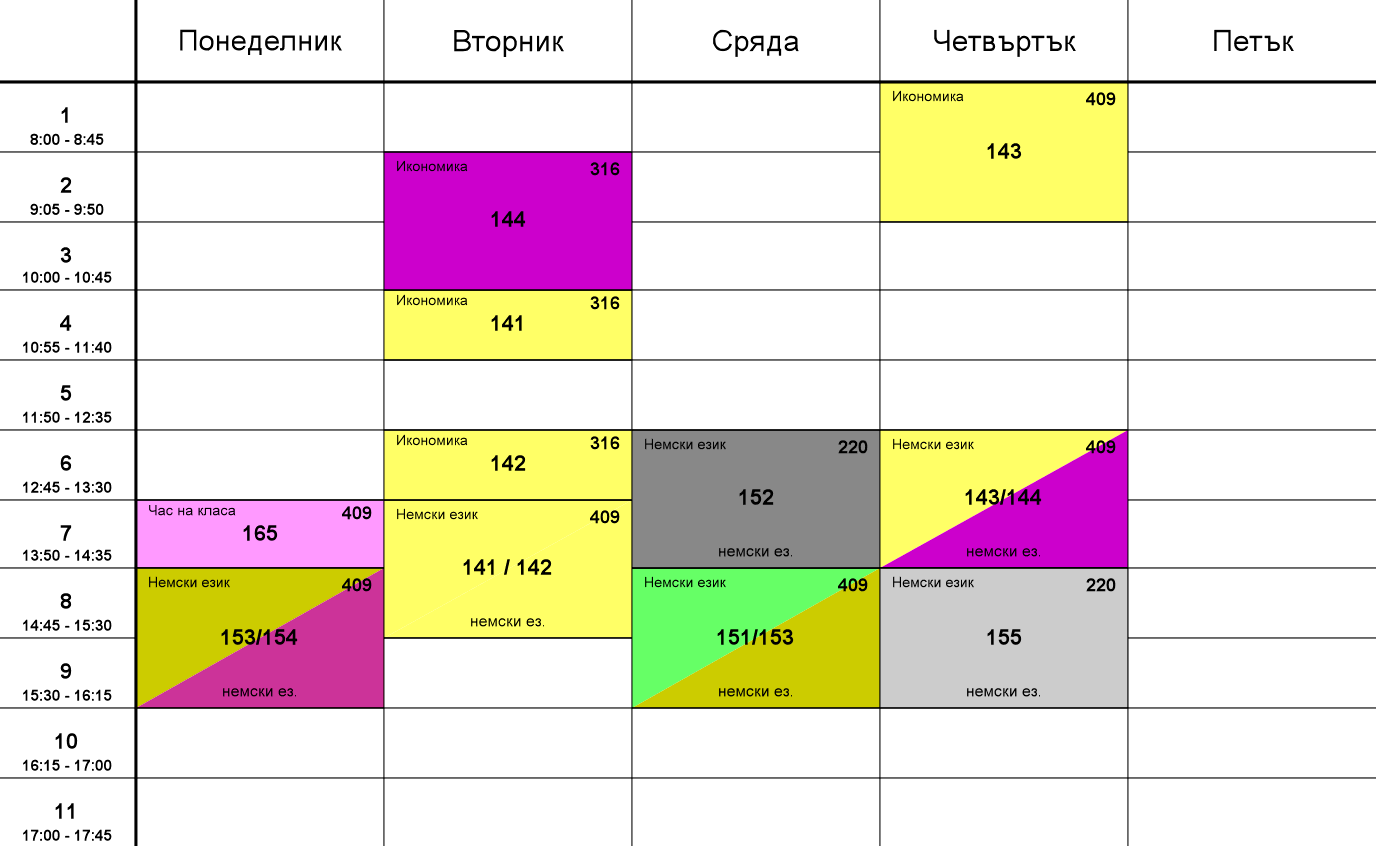 Понеделник Вторник Сряда Четвъртък Петък
1
8:00 - 8:45
Икономика 409
143
2
9:05 - 9:50
Икономика 316
144
3
10:00 - 10:45
4
10:55 - 11:40
Икономика 316
141
5
11:50 - 12:35
6
12:45 - 13:30
Икономика 316
142
Немски език 220
152
немски ез.
Немски език 409
143/144
немски ез.
7
13:50 - 14:35
Час на класа 409
165
Немски език 409
141 / 142
немски ез.
8
14:45 - 15:30
Немски език 409
153/154
немски ез.
Немски език 409
151/153
немски ез.
Немски език 220
155
немски ез.
9
15:30 - 16:15
10
16:15 - 17:00
11
17:00 - 17:45